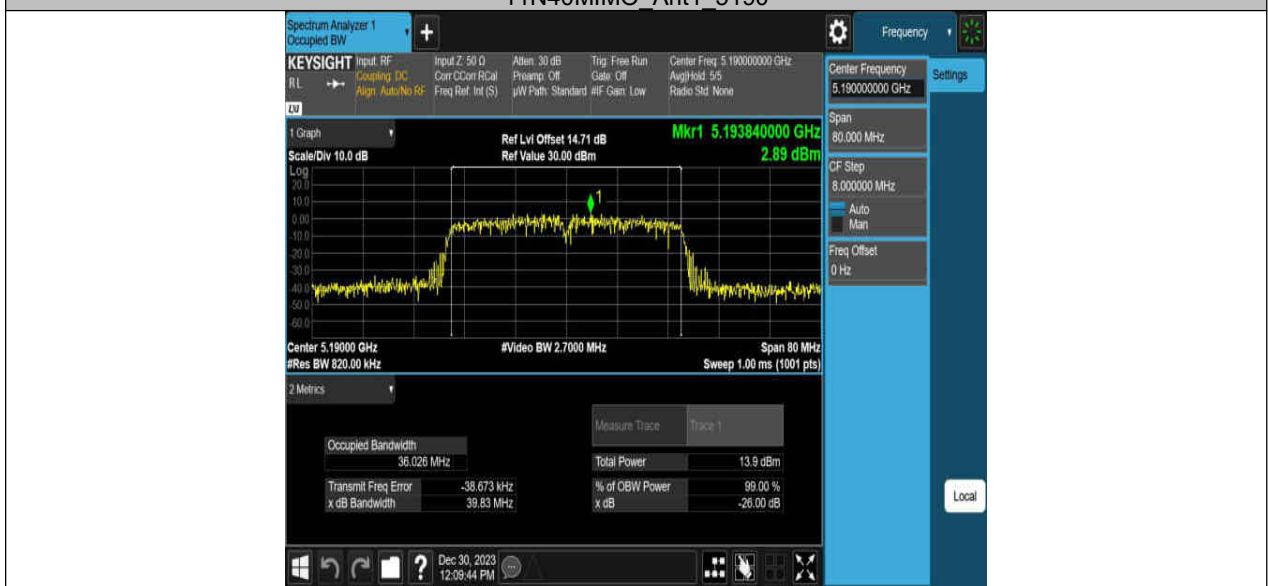 11N40MIMO_Ant1_5190
Spectrum Analyzer 1
Occupied BW
+
Frequency
KEYSIGHT
RL
LXI
Input: RF
Coupling: DC
Align: Auto/No RF
Input Z: 50 Ω
Corr CCorr RCal
Freq Ref: Int (S)
Atten: 30 dB
Preamp: Off
µW Path: Standard
Trig: Free Run
Gate: Off
#IF Gain: Low
Center Freq: 5.190000000 GHz
Avg|Hold: 5/5
Radio Std: None
Center Frequency
5.190000000 GHz
Settings
Span
80.000 MHz
CF Step
8.000000 MHz
Auto
Man
Freq Offset
0 Hz
Local
1 Graph
Scale/Div 10.0 dB
Ref Lvl Offset 14.71 dB
Ref Value 30.00 dBm
Mkr1 5.193840000 GHz
2.89 dBm
Log
20.0
10.0
0.00
-10.0
-20.0
-30.0
-40.0
-50.0
-60.0
1
Center 5.19000 GHz
#Video BW 2.7000 MHz
Span 80 MHz
#Res BW 820.00 kHz
Sweep 1.00 ms (1001 pts)
2 Metrics
Measure Trace Trace 1
Occupied Bandwidth
36.026 MHz
Total Power 13.9 dBm
Transmit Freq Error -38.673 kHz
% of OBW Power 99.00 %
x dB Bandwidth 39.83 MHz
x dB -26.00 dB
?
Dec 30, 2023
12:09:44 PM